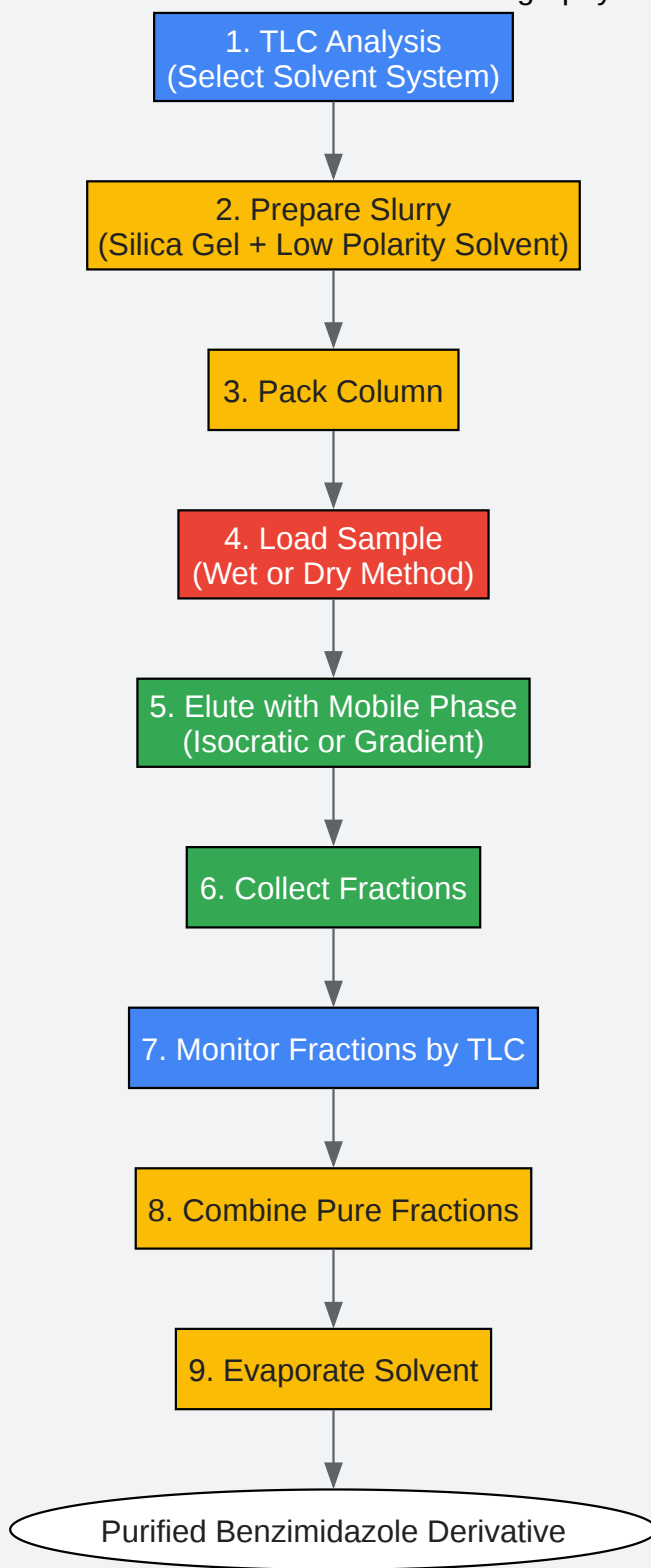 graphy
1. TLC Analysis
(Select Solvent System)
2. Prepare Slurry
(Silica Gel + Low Polarity Solvent)
3. Pack Column
4. Load Sample
(Wet or Dry Method)
5. Elute with Mobile Phase
(Isocratic or Gradient)
6. Collect Fractions
7. Monitor Fractions by TLC
8. Combine Pure Fractions
9. Evaporate Solvent
Purified Benzimidazole Derivative